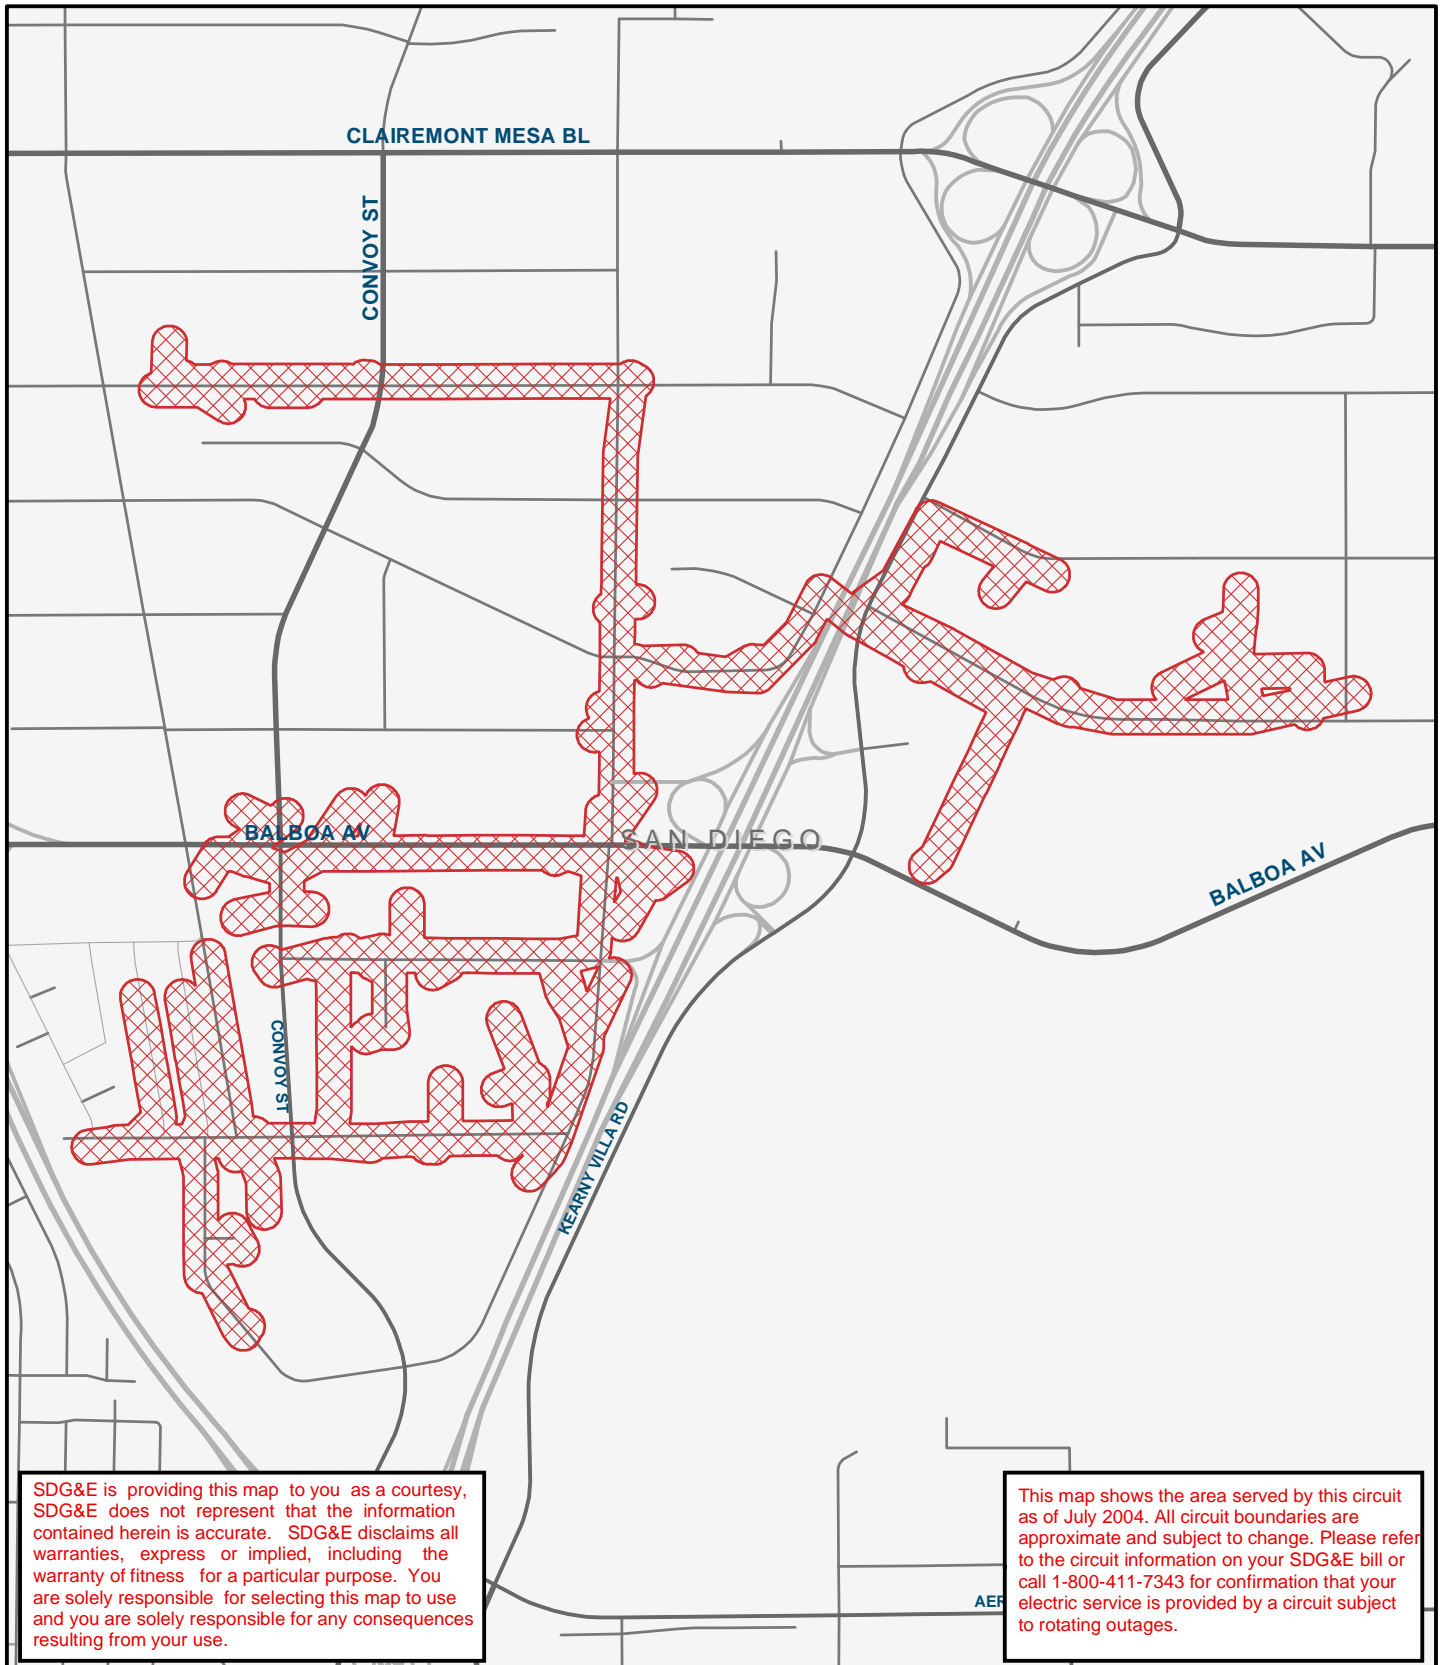 CLAIREMONT MESA BL
CONVOY ST
BALBOA AV
SAN DIEGO
BALBOA AV
CONVOY ST
KEARNY VILLA RD
SDG&E is providing this map to you as a courtesy,
SDG&E does not represent that the information
contained herein is accurate. SDG&E disclaims all
warranties, express or implied, including the
warranty of fitness for a particular purpose. You
are solely responsible for selecting this map to use
and you are solely responsible for any consequences
resulting from your use.
This map shows the area served by this circuit
as of July 2004. All circuit boundaries are
approximate and subject to change. Please refer
to the circuit information on your SDG&E bill or
call 1-800-411-7343 for confirmation that your
electric service is provided by a circuit subject
to rotating outages.
AER